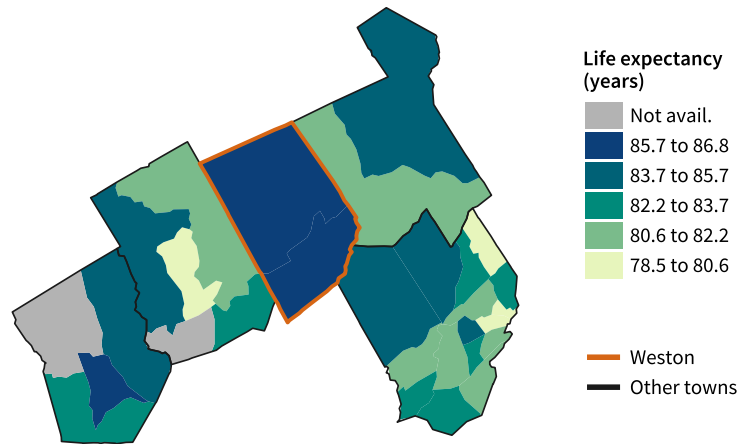 Life expectancy
(years)
Not avail.
85.7 to 86.8
83.7 to 85.7
82.2 to 83.7
80.6 to 82.2
78.5 to 80.6
Weston
Other towns